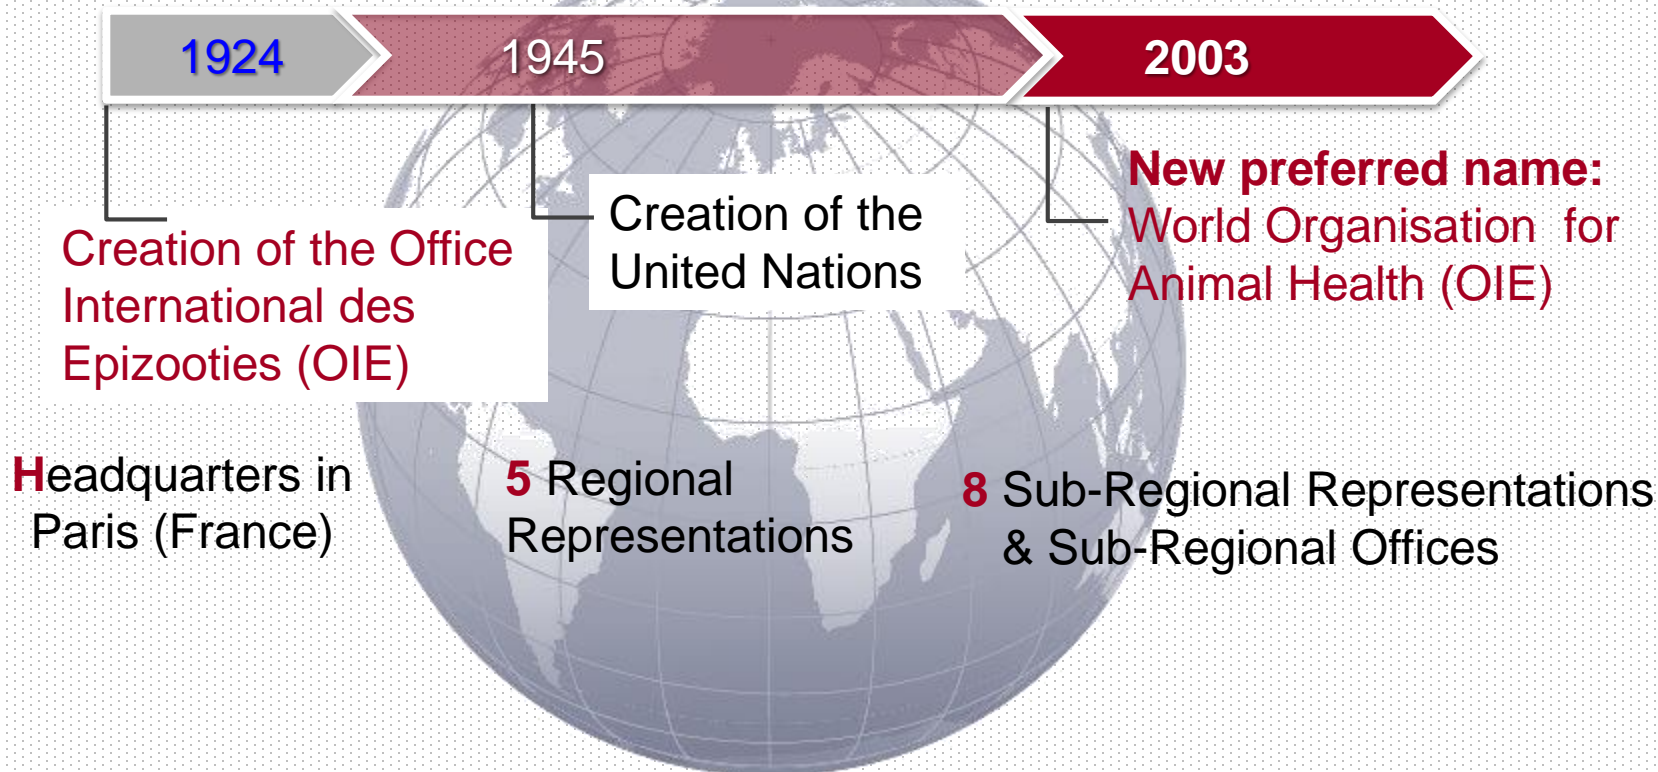 1924
1945
2003
Creation of the Office
International des
Epizooties (OIE)
Creation of the
United Nations
New preferred name:
World Organisation for
Animal Health (OIE)
Headquarters in
Paris (France)
5 Regional
Representations
8 Sub-Regional Representations
& Sub-Regional Offices